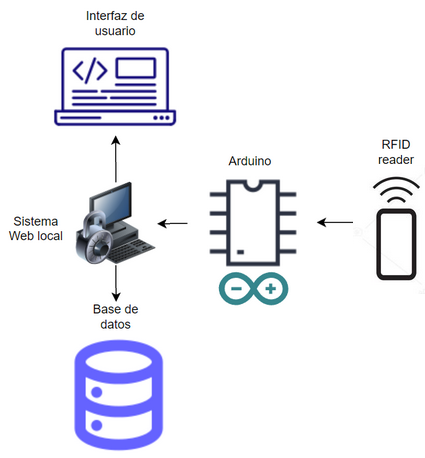 Interfaz de
usuario
Arduino
RFID
reader
Sistema
Web local
Base de
datos